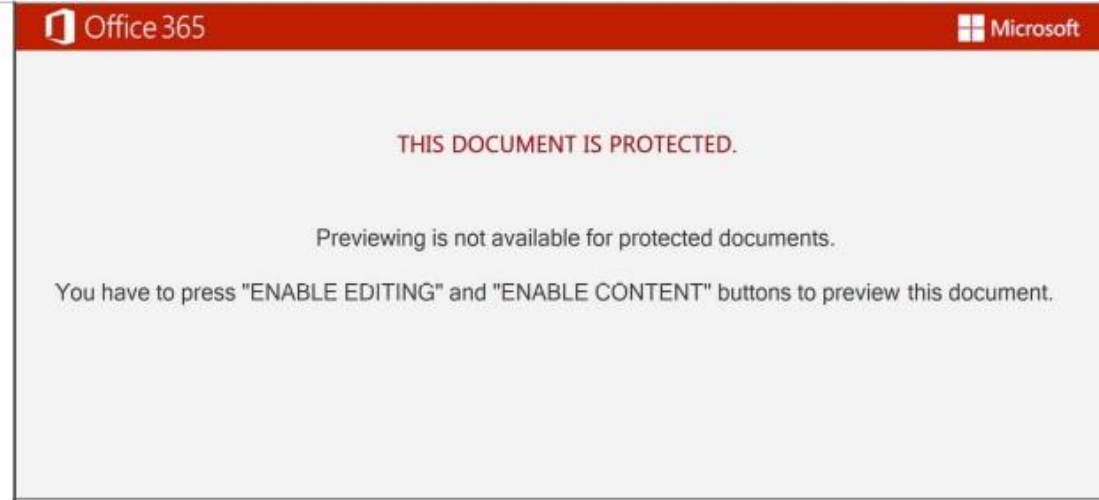 Office 365
Microsoft
THIS DOCUMENT IS PROTECTED.
Previewing is not available for protected documents.
You have to press "ENABLE EDITING" and "ENABLE CONTENT" buttons to preview this document.